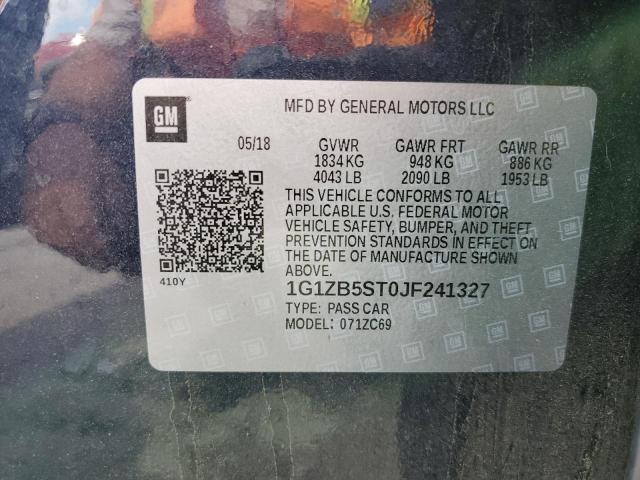 GM
MFD BY GENERAL MOTORS LLC
05/18 GVWR GAWR FRT GAWR RR
1834 KG 948 KG 886 KG
4043 LB 2090 LB 1953 LB
THIS VEHICLE CONFORMS TO ALL
APPLICABLE U.S. FEDERAL MOTOR
VEHICLE SAFETY, BUMPER, AND THEFT
PREVENTION STANDARDS IN EFFECT ON
THE DATE OF MANUFACTURE SHOWN
ABOVE.
410Y
1G1ZB5ST0JF241327
TYPE: PASS CAR
MODEL: 071ZC69